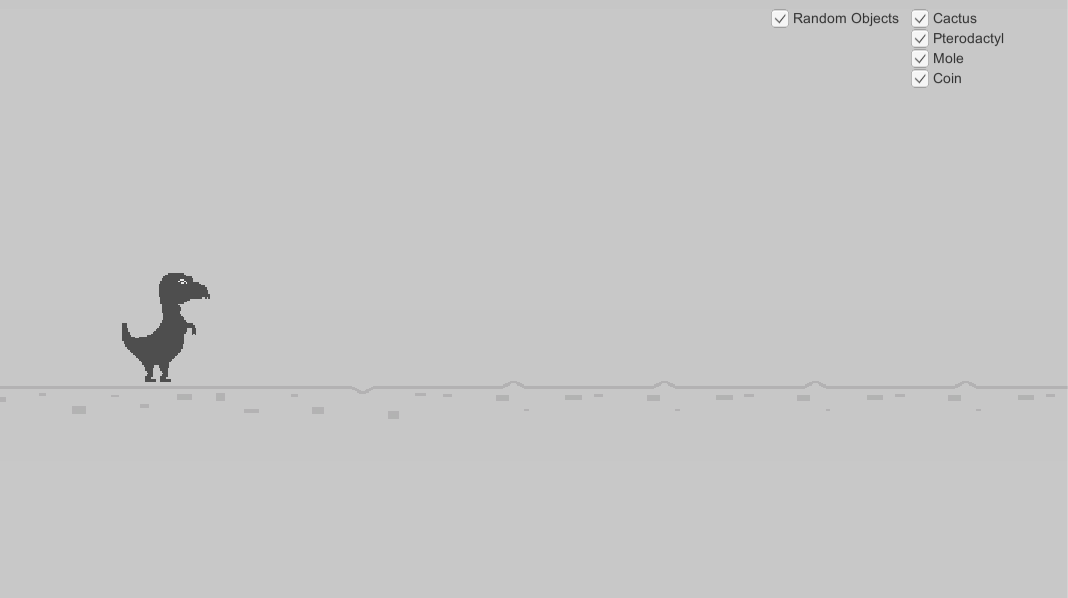 Random Objects
Cactus
Pterodactyl
Mole
Coin